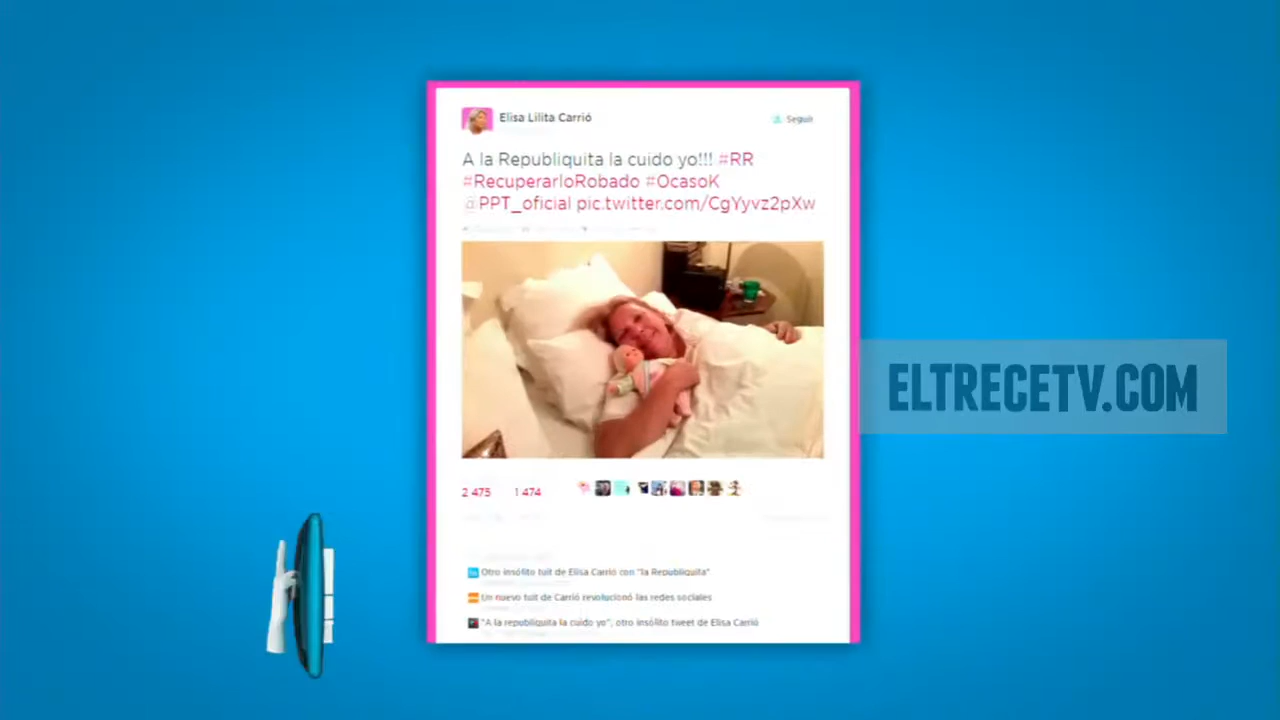 Elisa Lilita Carrió
Seguir
A la Republiquita la cuido yo!!! #RR
#RecuperarloRobado #OcasoK
@PPT_oficial pic.twitter.com/CgYyvz2pXw
ELTRECETV.COM
2 475 1 474
Otro insólito tuit de Elisa Carrió con "la Republiquita"
Un nuevo tuit de Carrió revolucionó las redes sociales
"A la republiquita la cuido yo", otro insólito tweet de Elisa Carrió